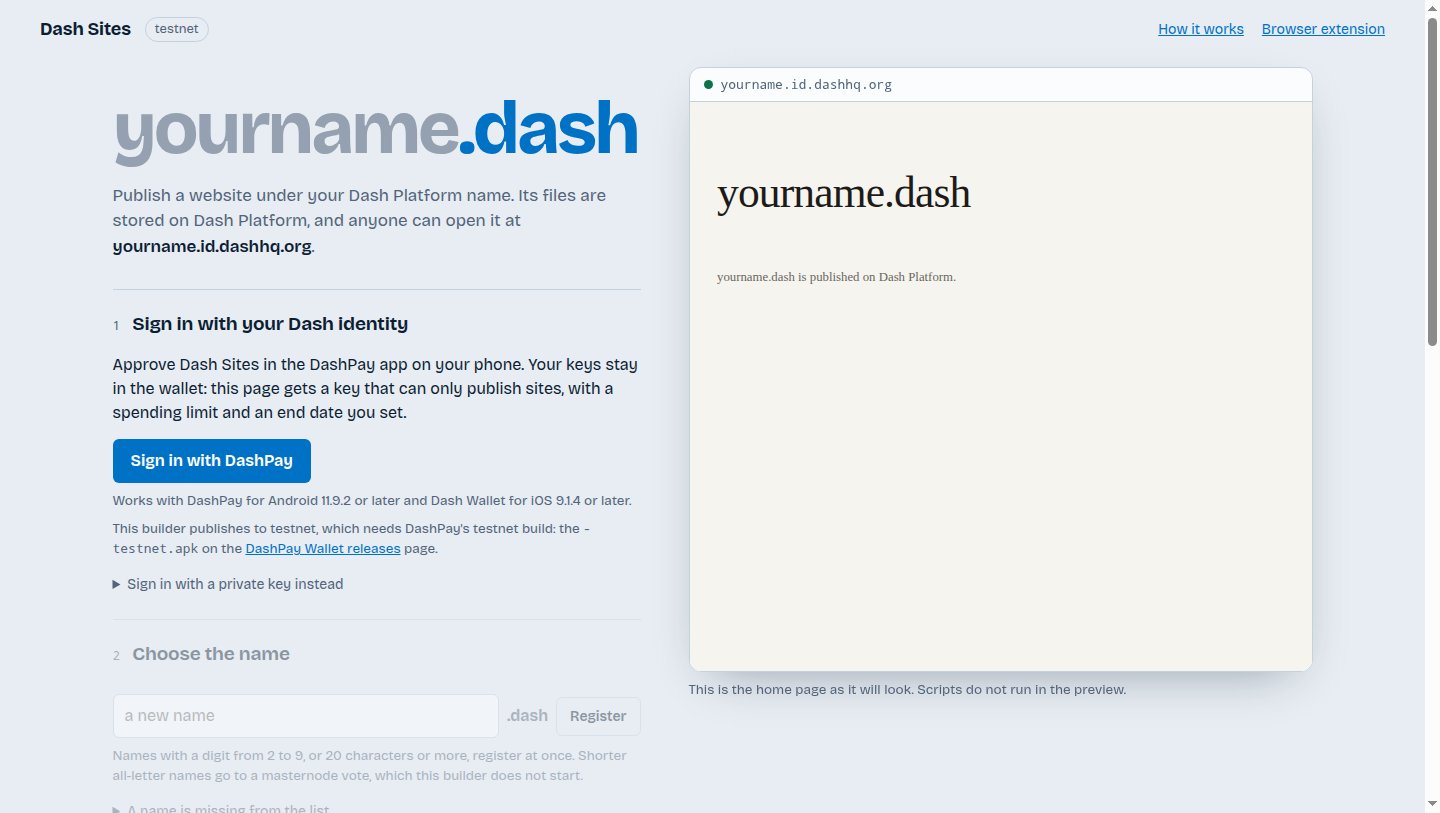 Dash Sites
testnet
How it works
Browser extension
yourname.dash
Publish a website under your Dash Platform name. Its files are
stored on Dash Platform, and anyone can open it at
yourname.id.dashhq.org.
1 Sign in with your Dash identity
Approve Dash Sites in the DashPay app on your phone. Your keys stay
in the wallet: this page gets a key that can only publish sites, with a
spending limit and an end date you set.
Sign in with DashPay
Works with DashPay for Android 11.9.2 or later and Dash Wallet for iOS 9.1.4 or later.
This builder publishes to testnet, which needs DashPay's testnet build: the -
testnet.apk on the DashPay Wallet releases page.
Sign in with a private key instead
2 Choose the name
a new name
.dash
Register
Names with a digit from 2 to 9, or 20 characters or more, register at once. Shorter
all-letter names go to a masternode vote, which this builder does not start.
A name is missing from the list
yourname.id.dashhq.org
yourname.dash
yourname.dash is published on Dash Platform.
This is the home page as it will look. Scripts do not run in the preview.